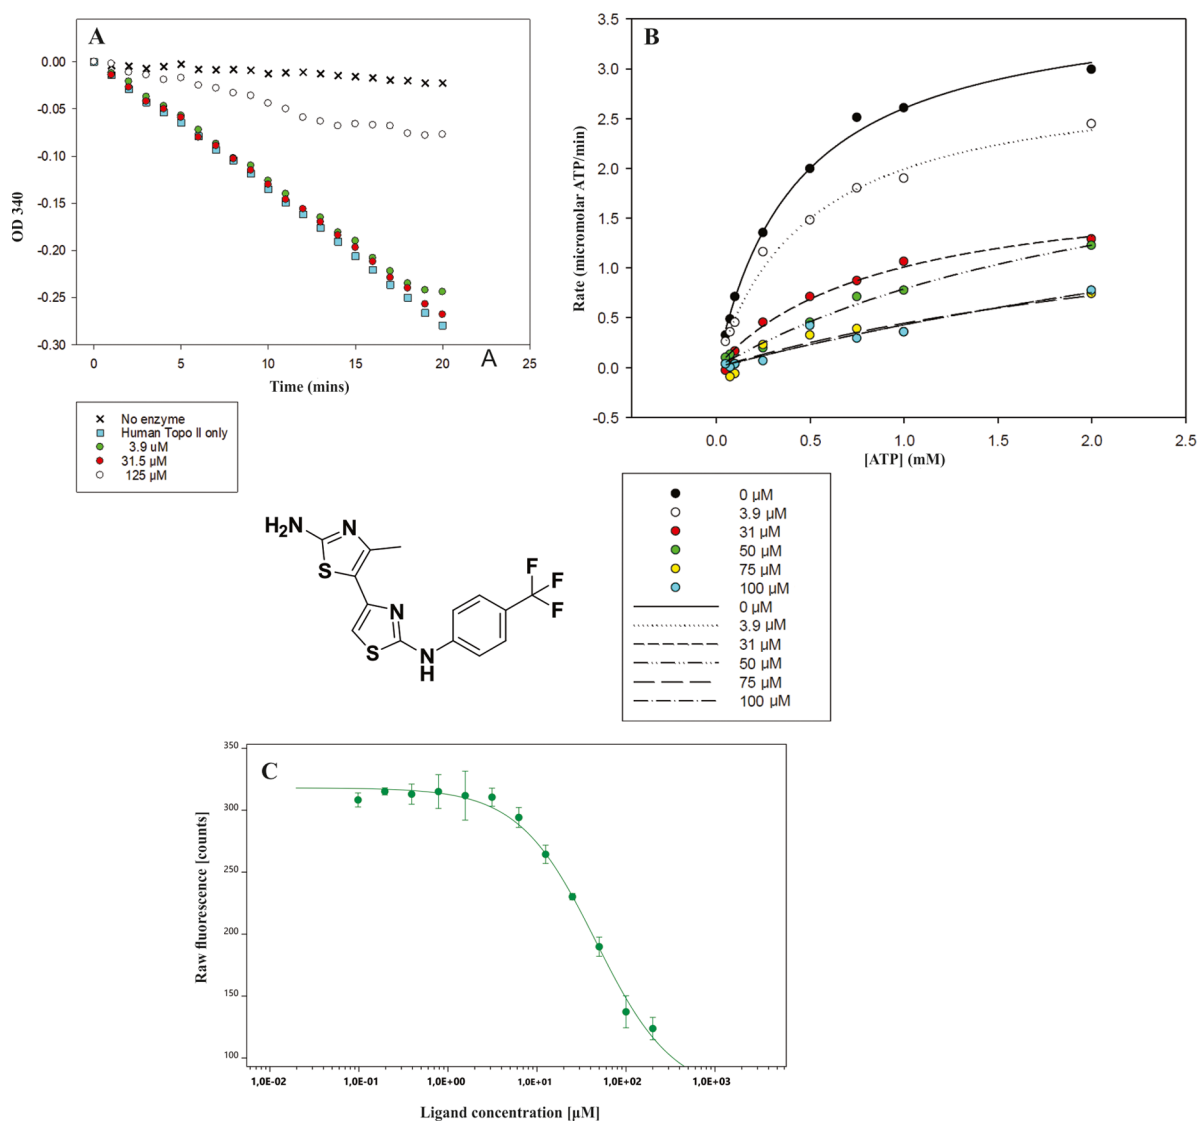 A
0.00
-0.05
-0.10
-0.15
-0.20
-0.25
-0.30
OD 340
0 5 10 15 20 25
A
Time (mins)
No enzyme
Human Topo II only
3.9 uM
31.5 µM
125 µM
B
3.5
3.0
2.5
2.0
1.5
1.0
0.5
0.0
-0.5
Rate (micromolar ATP/min)
0.0 0.5 1.0 1.5 2.0 2.5
[ATP] (mM)
0 µM
3.9 µM
31 µM
50 µM
75 µM
100 µM
0 µM
3.9 µM
31 µM
50 µM
75 µM
100 µM
H₂N
N
S
N
S
N
H
F
F
F
C
350
300
250
200
150
100
Raw fluorescence [counts]
1,0E-02 1,0E-01 1,0E+00 1,0E+01 1,0E+02 1,0E+03
Ligand concentration [µM]